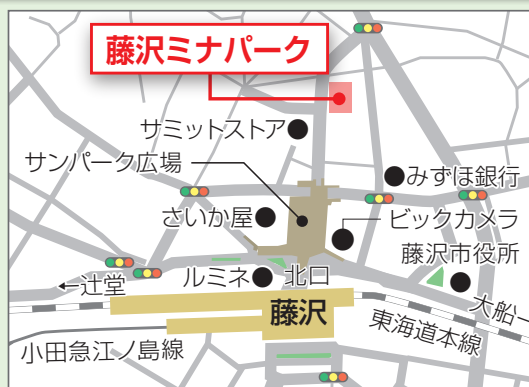 藤沢ミナパーク
サミットストア
サンパーク広場
みずほ銀行
さいか屋
ビックカメラ
藤沢市役所
←辻堂
ルミネ
北口
大船→
藤沢
東海道本線
小田急江ノ島線